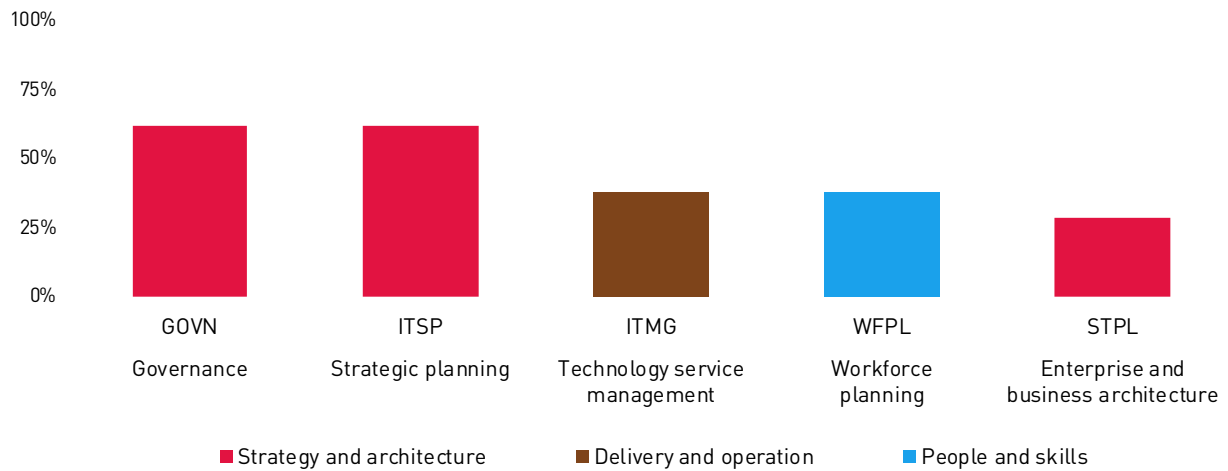 100%
75%
50%
25%
0%
GOVN ITSP ITMG WFPL STPL
Governance Strategic planning Technology service Workforce Enterprise and
management planning business architecture
Strategy and architecture Delivery and operation People and skills